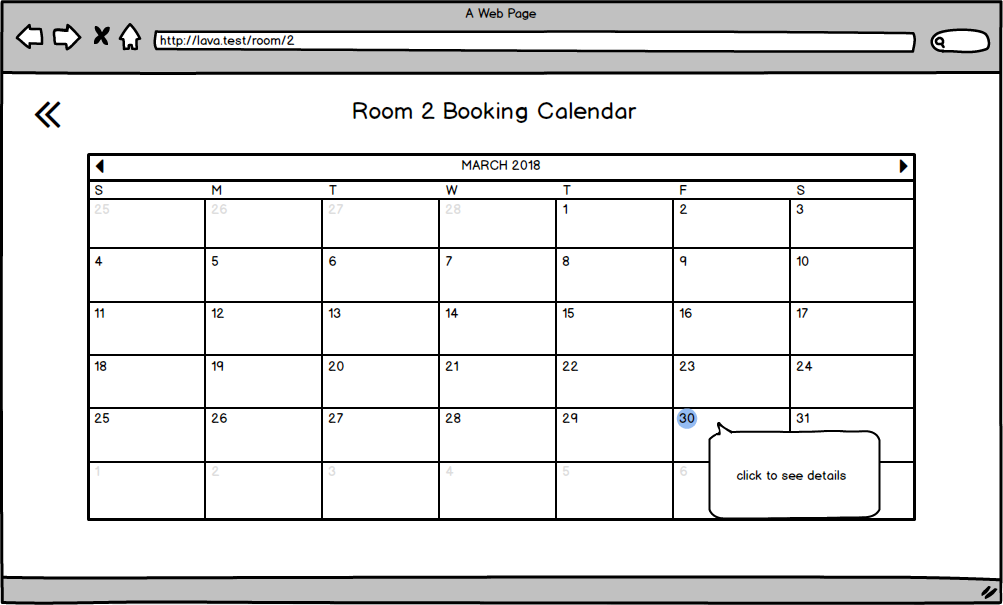 A Web Page
http://lava.test/room/2
Room 2 Booking Calendar
MARCH 2018
S M T W T F S
25 26 27 28 1 2 3
4 5 6 7 8 9 10
11 12 13 14 15 16 17
18 19 20 21 22 23 24
25 26 27 28 29 30 31
1 2 3 4 5 6
click to see details